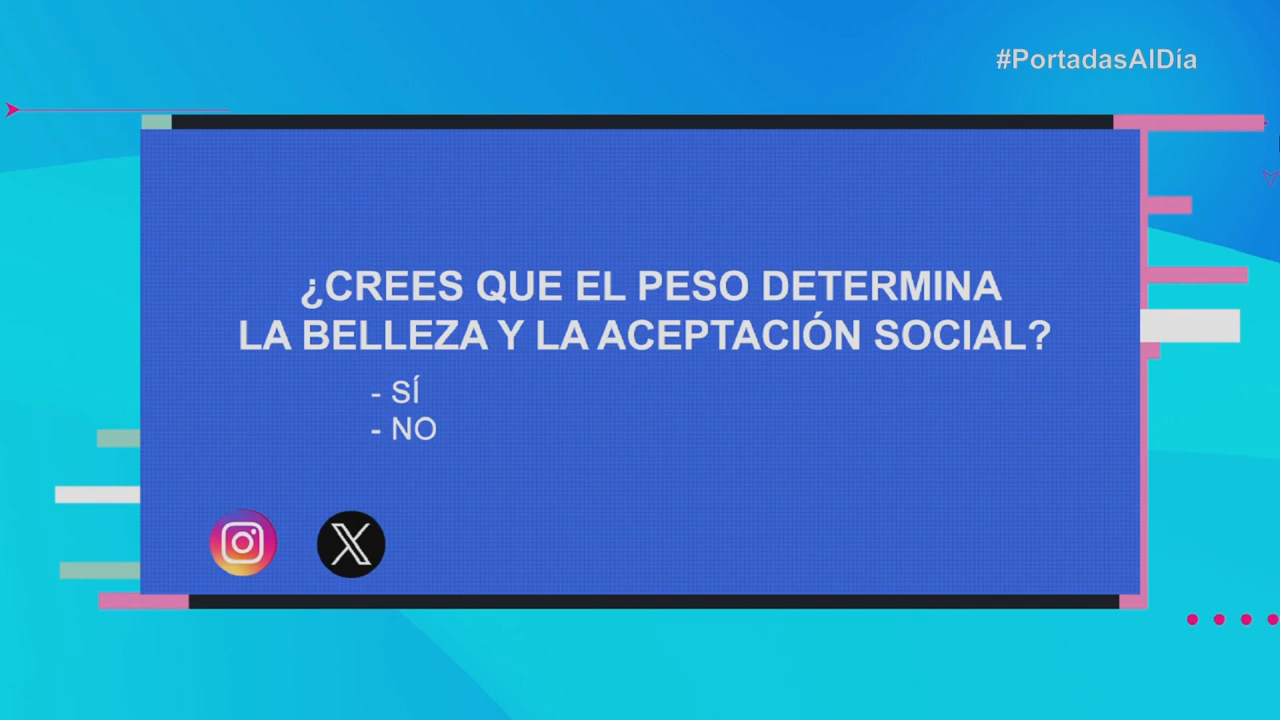 #PortadasAlDía
¿CREES QUE EL PESO DETERMINA
LA BELLEZA Y LA ACEPTACIÓN SOCIAL?
- SÍ
- NO